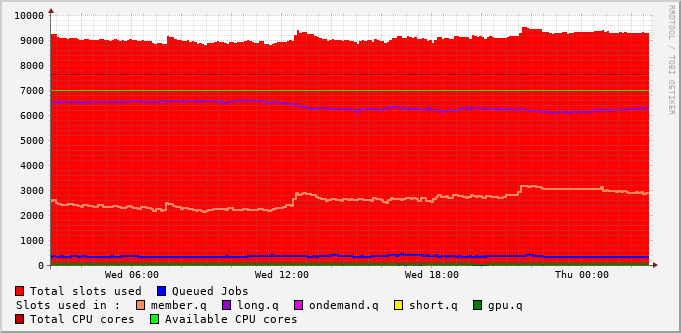 RRDTOOL / TOBI OETIKER
10000
9000
8000
7000
6000
5000
4000
3000
2000
1000
0
Wed 06:00 Wed 12:00 Wed 18:00 Thu 00:00
Total slots used Queued Jobs
Slots used in : member.q long.q ondemand.q short.q gpu.q
Total CPU cores Available CPU cores